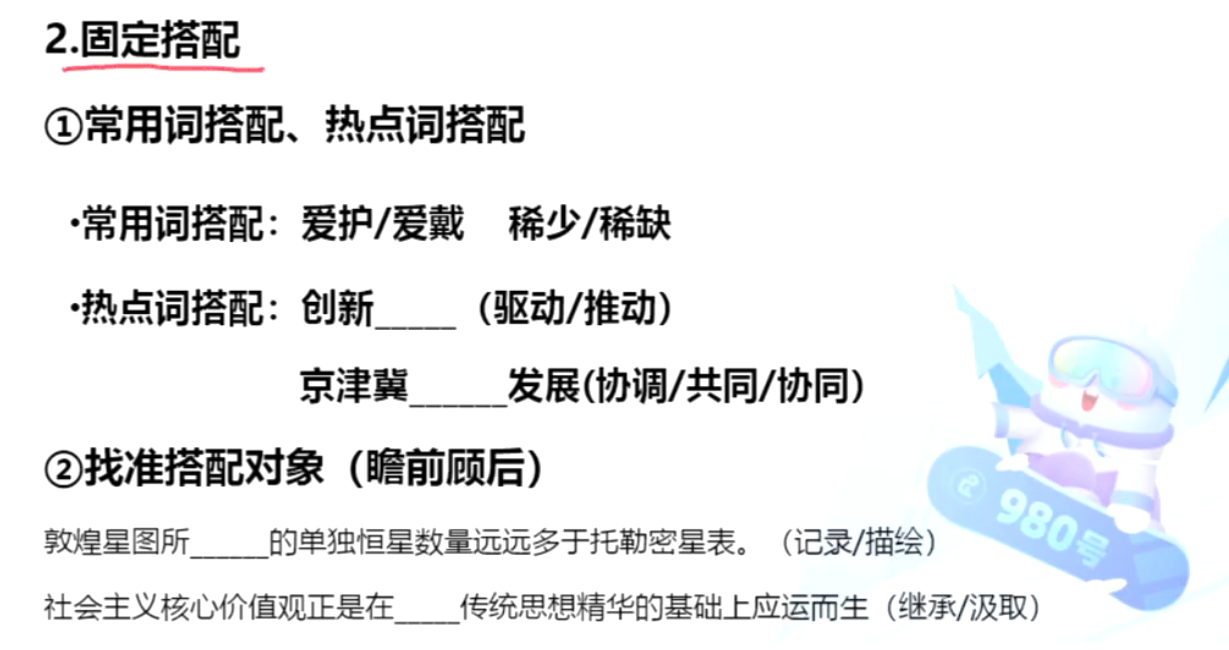 2.固定搭配
①常用词搭配、热点词搭配
·常用词搭配：爱护/爱戴 稀少/稀缺
·热点词搭配：创新_____（驱动/推动）
京津冀______发展(协调/共同/协同）
②找准搭配对象（瞻前顾后）
敦煌星图所______的单独恒星数量远远多于托勒密星表。（记录/描绘）
社会主义核心价值观正是在_____传统思想精华的基础上应运而生（继承/汲取）
980号